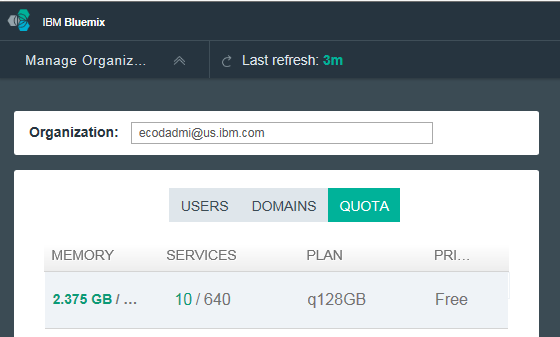 IBM Bluemix
Manage Organiz... Last refresh: 3m
Organization: ecodadmi@us.ibm.com
USERS DOMAINS QUOTA
MEMORY SERVICES PLAN PRI...
2.375 GB / ... 10 / 640 q128GB Free